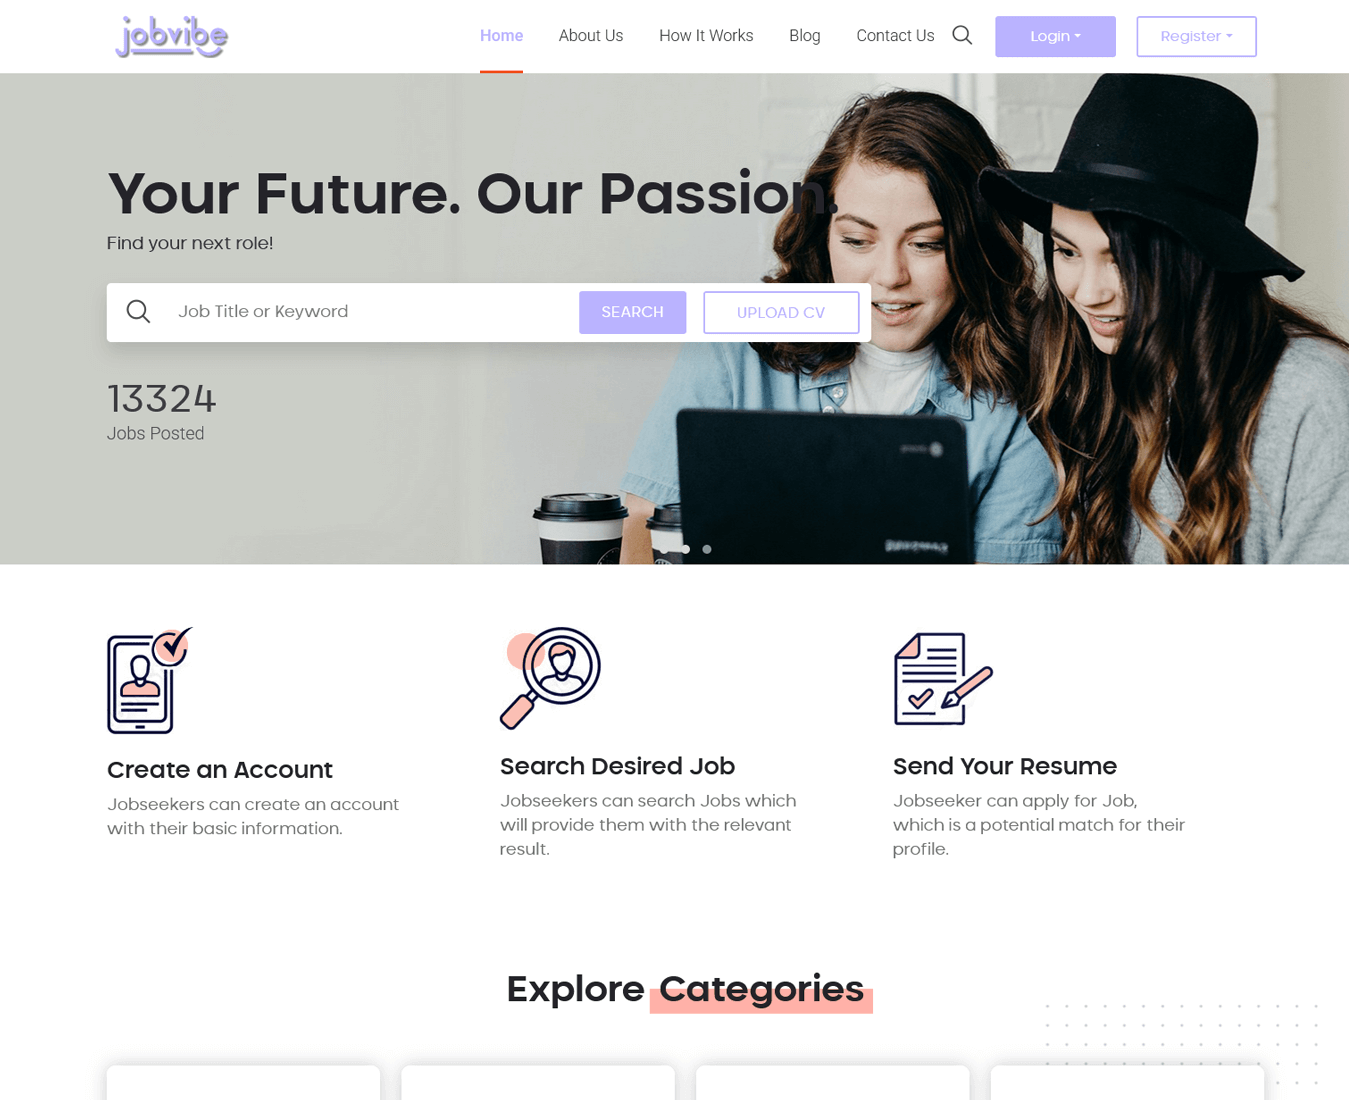 jobvibe
Home
About Us
How It Works
Blog
Contact Us
Login
Register
Your Future. Our Passion.
Find your next role!
Job Title or Keyword
SEARCH
UPLOAD CV
13324
Jobs Posted
Create an Account
Jobseekers can create an account
with their basic information.
Search Desired Job
Jobseekers can search Jobs which
will provide them with the relevant
result.
Send Your Resume
Jobseeker can apply for Job,
which is a potential match for their
profile.
Explore Categories